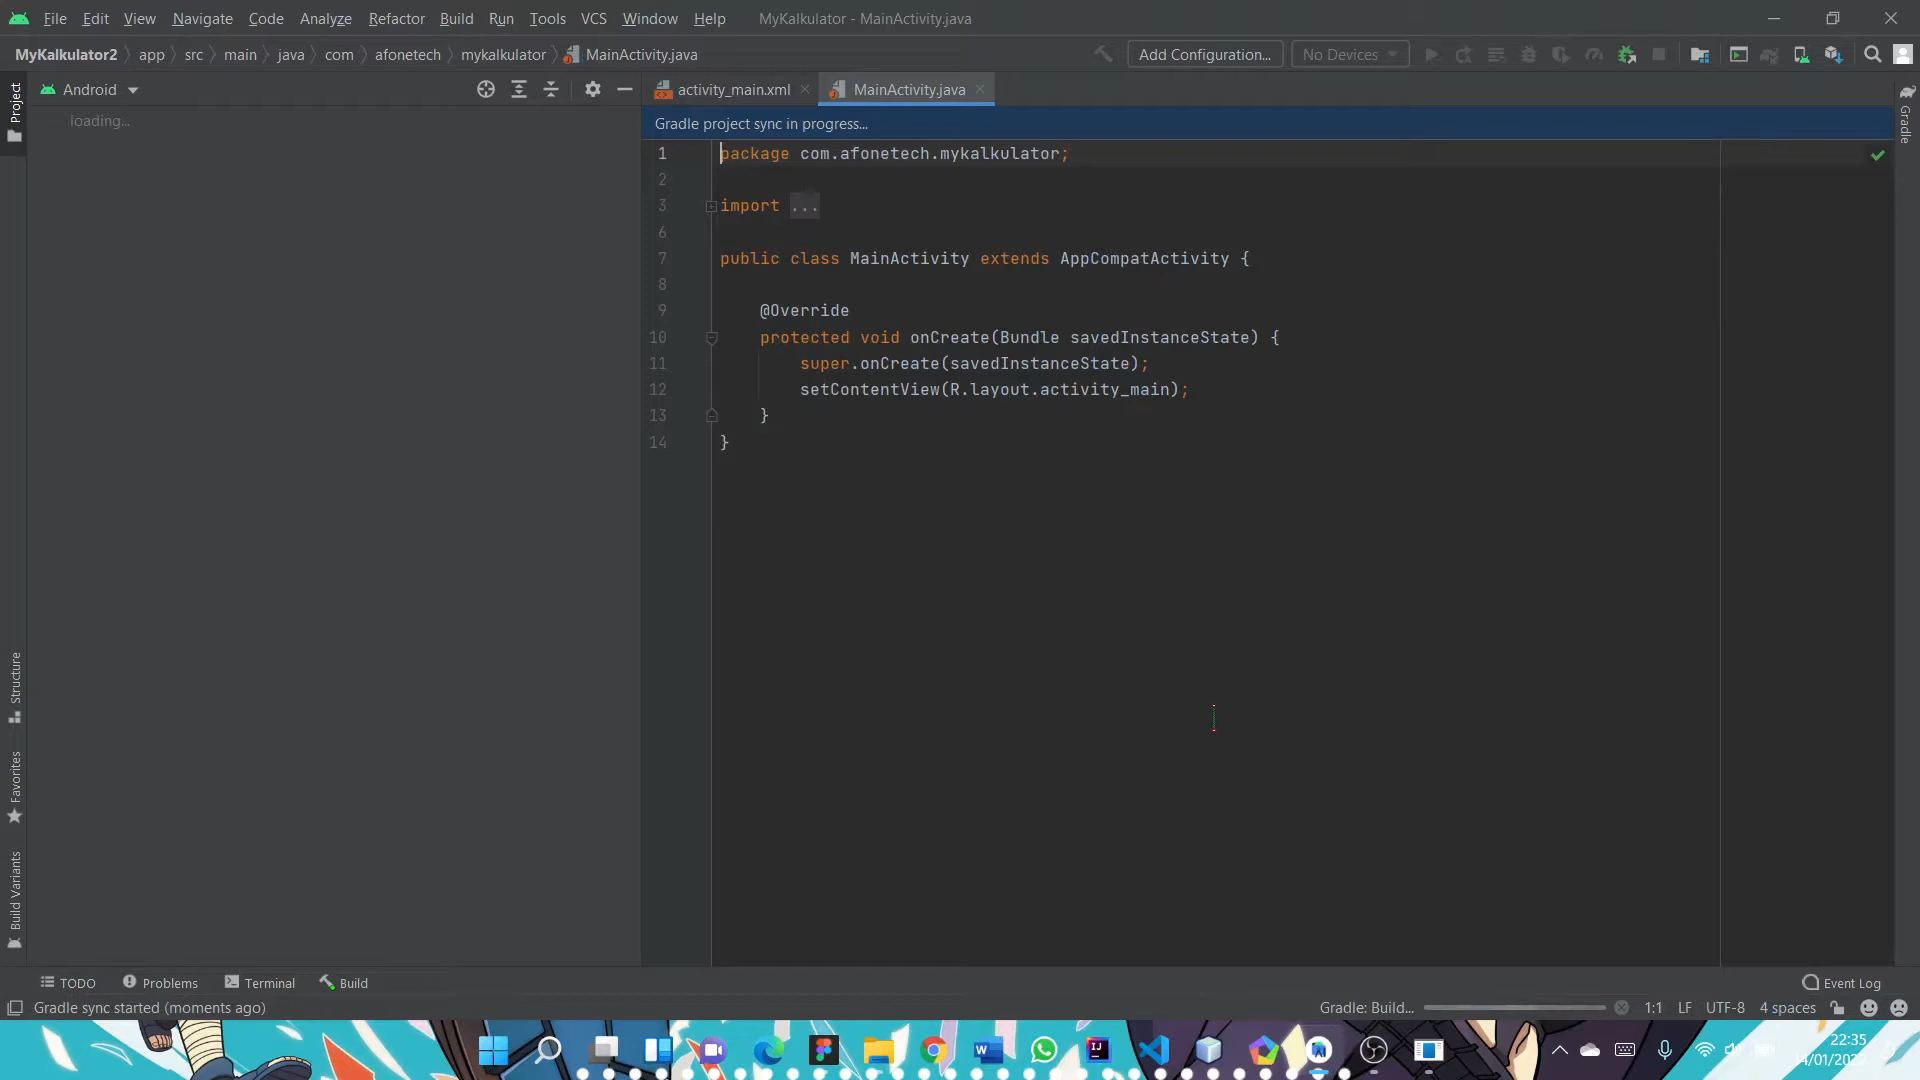 File Edit View Navigate Code Analyze Refactor Build Run Tools VCS Window Help MyKalkulator - MainActivity.java
MyKalkulator2 app src main java com afonetech mykalkulator MainActivity.java Add Configuration... No Devices
Project
Android
activity_main.xml MainActivity.java
Gradle
loading...
Gradle project sync in progress...
1 package com.afonetech.mykalkulator;
2
3 import ...
6
7 public class MainActivity extends AppCompatActivity {
8
9 @Override
10 protected void onCreate(Bundle savedInstanceState) {
11 super.onCreate(savedInstanceState);
12 setContentView(R.layout.activity_main);
13 }
14 }
Structure
Favorites
Build Variants
TODO Problems Terminal Build Event Log
Gradle sync started (moments ago) Gradle: Build... 1:1 LF UTF-8 4 spaces
22:35